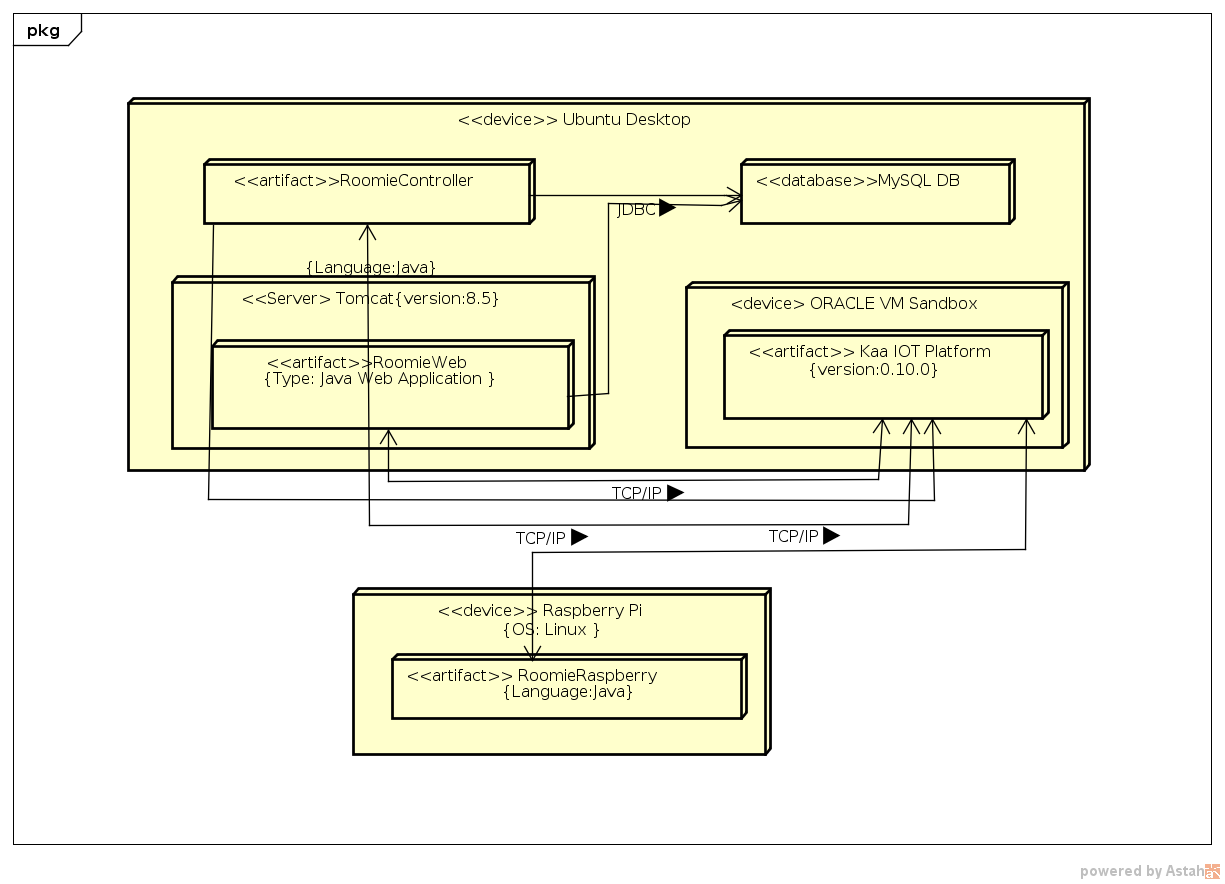 pkg
<<device>> Ubuntu Desktop
<<artifact>>RoomieController
<<database>>MySQL DB
JDBC
{Language:Java}
<<Server> Tomcat{version:8.5}
<device> ORACLE VM Sandbox
<<artifact>>RoomieWeb
{Type: Java Web Application }
<<artifact>> Kaa IOT Platform
{version:0.10.0}
TCP/IP
TCP/IP
TCP/IP
<<device>> Raspberry Pi
{OS: Linux }
<<artifact>> RoomieRaspberry
{Language:Java}
powered by Astah